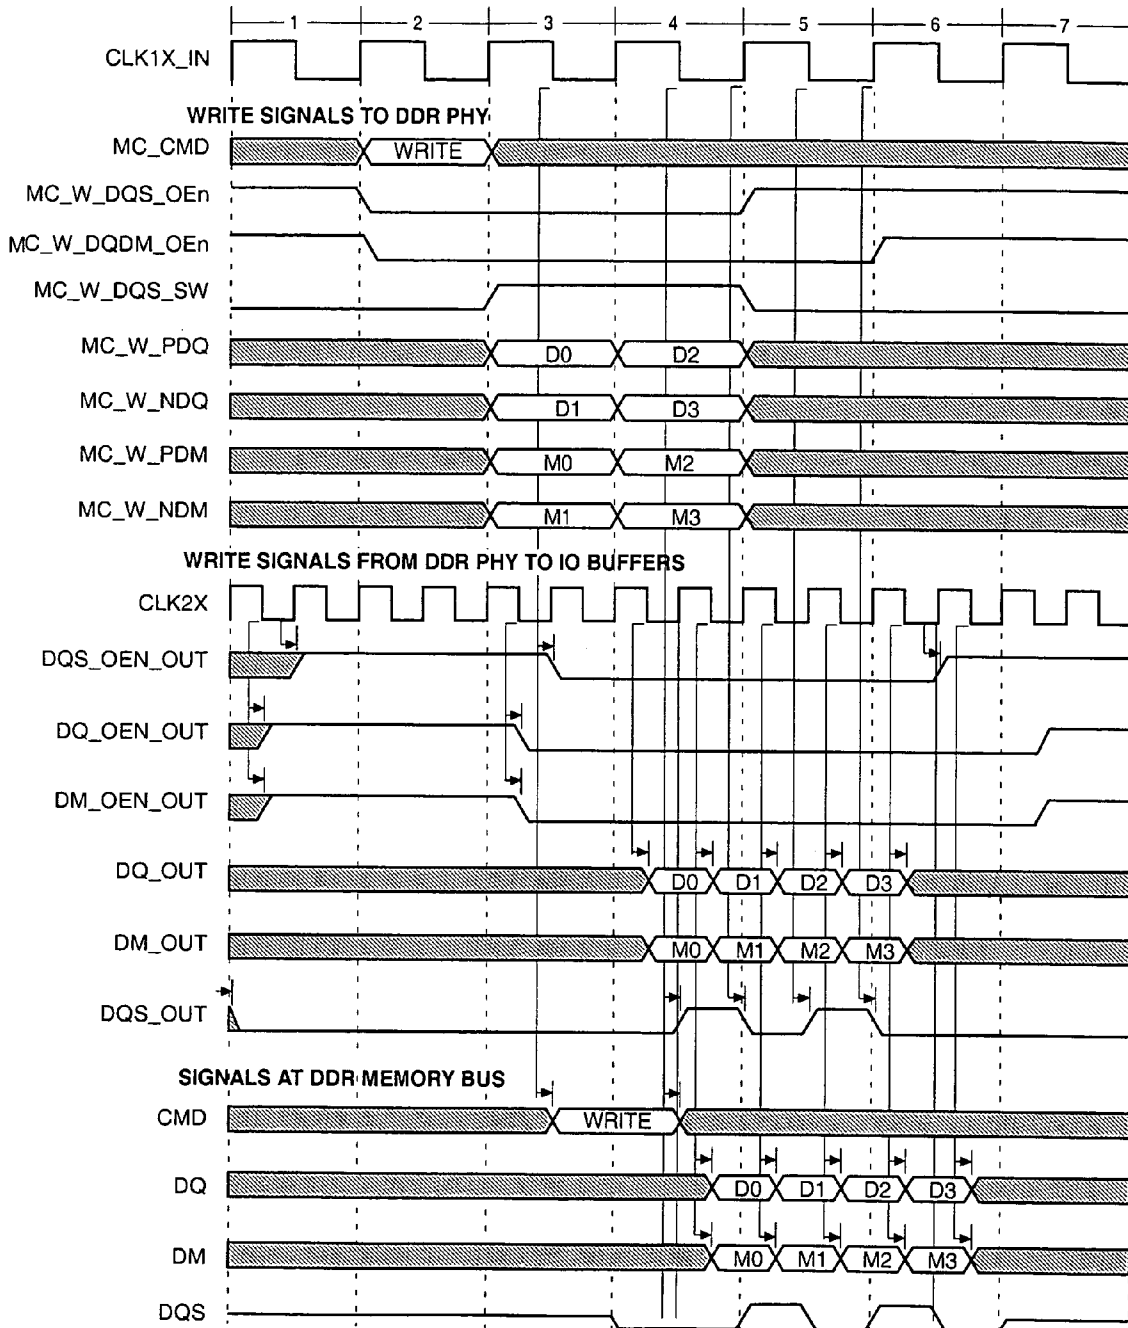 1 2 3 4 5 6 7
CLK1X_IN
WRITE SIGNALS TO DDR PHY
MC_CMD WRITE
MC_W_DQS_OEn
MC_W_DQDM_OEn
MC_W_DQS_SW
MC_W_PDQ D0 D2
MC_W_NDQ D1 D3
MC_W_PDM M0 M2
MC_W_NDM M1 M3
WRITE SIGNALS FROM DDR PHY TO IO BUFFERS
CLK2X
DQS_OEN_OUT
DQ_OEN_OUT
DM_OEN_OUT
DQ_OUT D0 D1 D2 D3
DM_OUT M0 M1 M2 M3
DQS_OUT
SIGNALS AT DDR MEMORY BUS
CMD WRITE
DQ D0 D1 D2 D3
DM M0 M1 M2 M3
DQS